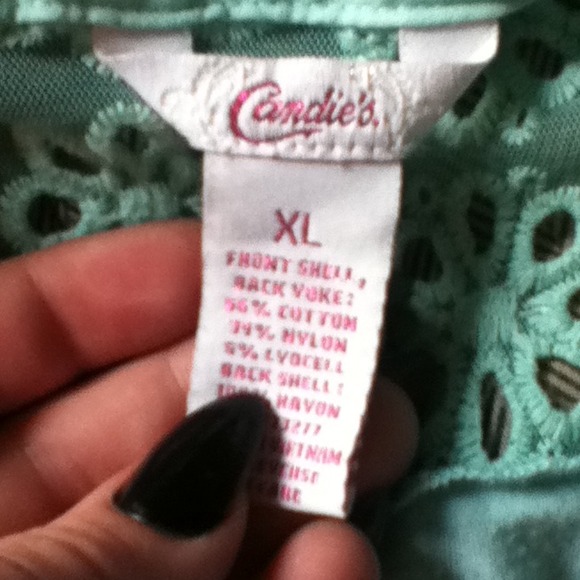 Candie's.
XL
FRONT SHELL,
BACK YOKE:
56% COTTON
39% NYLON
5% LYOCELL
BACK SHELL:
RAYON